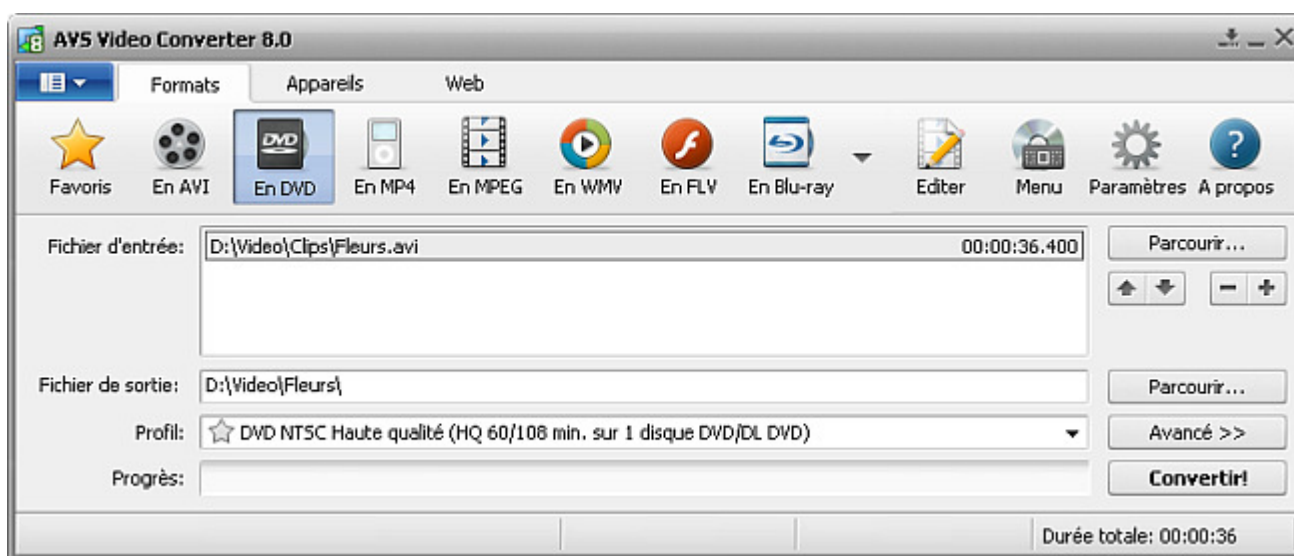 AVS Video Converter 8.0
Formats Appareils Web
Favoris En AVI En DVD En MP4 En MPEG En WMV En FLV En Blu-ray Editer Menu Paramètres A propos
Fichier d'entrée: D:\Video\Clips\Fleurs.avi 00:00:36.400 Parcourir...
Fichier de sortie: D:\Video\Fleurs\ Parcourir...
Profil: DVD NTSC Haute qualité (HQ 60/108 min. sur 1 disque DVD/DL DVD) Avancé >>
Progrès: Convertir!
Durée totale: 00:00:36